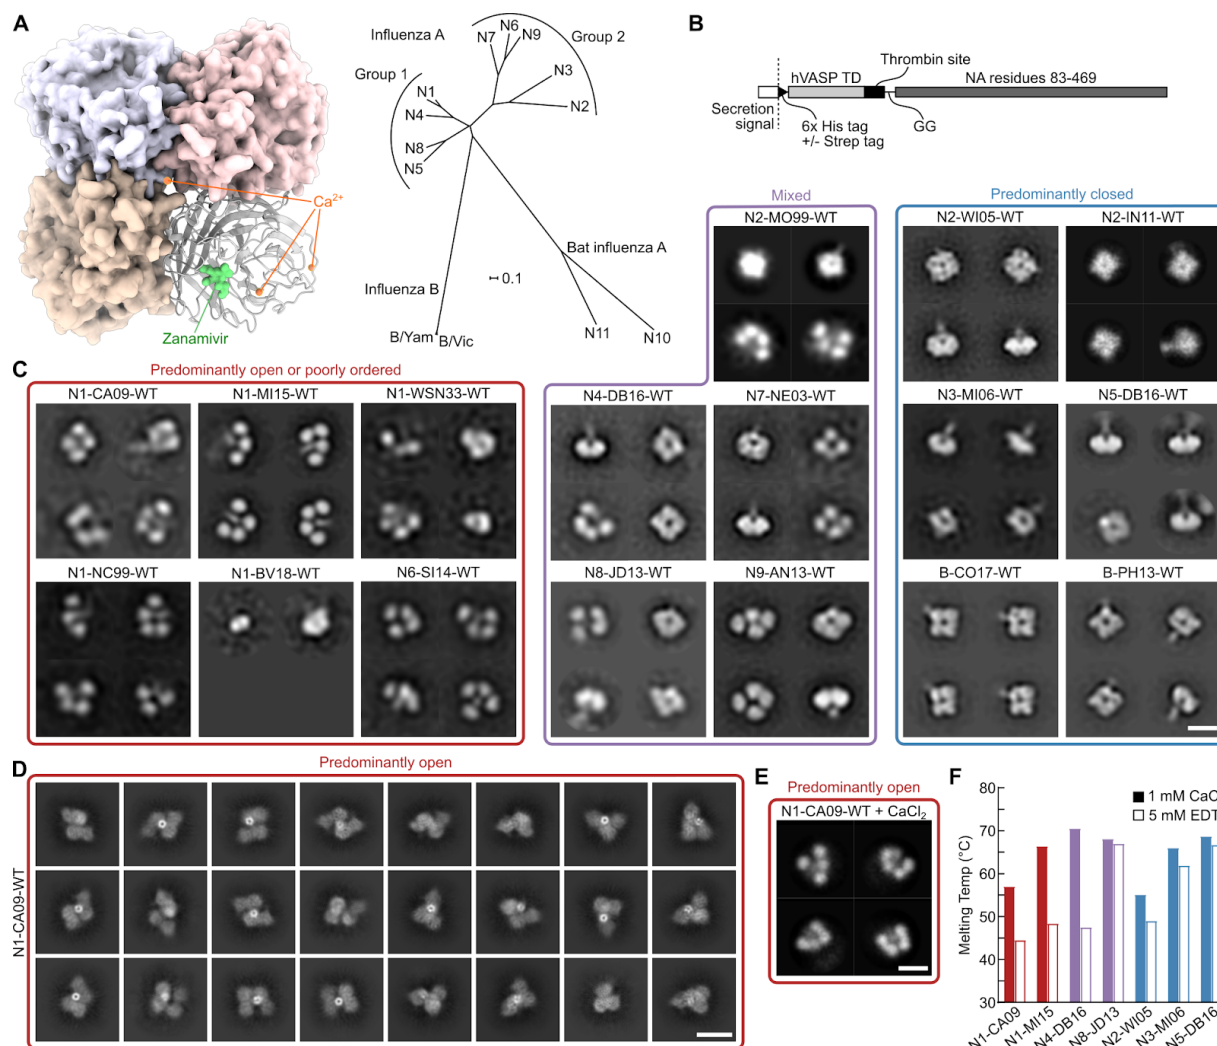 A
Ca2+
Zanamivir
Influenza A
Group 2
N6
N7
N9
Group 1
N3
N1
N2
N4
N8
N5
Bat influenza A
0.1
Influenza B
B/Yam
B/Vic
N11
N10
B
Thrombin site
hVASP TD
NA residues 83-469
Secretion
signal
6x His tag
+/- Strep tag
GG
C
Predominantly open or poorly ordered
N1-CA09-WT
N1-MI15-WT
N1-WSN33-WT
N1-NC99-WT
N1-BV18-WT
N6-SI14-WT
Mixed
N2-MO99-WT
N4-DB16-WT
N7-NE03-WT
N8-JD13-WT
N9-AN13-WT
Predominantly closed
N2-WI05-WT
N2-IN11-WT
N3-MI06-WT
N5-DB16-WT
B-CO17-WT
B-PH13-WT
D
Predominantly open
N1-CA09-WT
E
Predominantly open
N1-CA09-WT + CaCl2
F
80
70
60
50
40
30
Melting Temp (°C)
1 mM CaC
5 mM EDT
N1-CA09
N1-MI15
N4-DB16
N8-JD13
N2-WI05
N3-MI06
N5-DB16